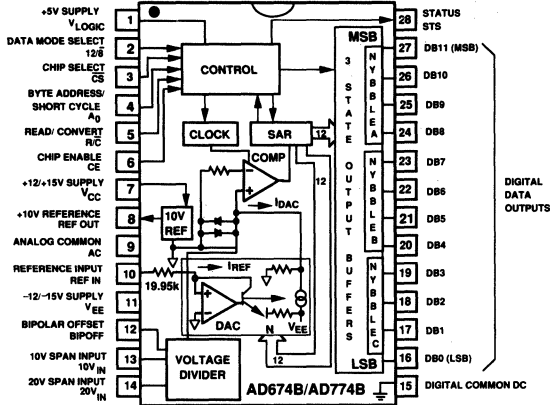 +5V SUPPLY
VLOGIC
1
DATA MODE SELECT
12/8
2
CHIP SELECT
CS
3
BYTE ADDRESS/
SHORT CYCLE
A0
4
READ/ CONVERT
R/C
5
CHIP ENABLE
CE
6
+12/+15V SUPPLY
VCC
7
+10V REFERENCE
REF OUT
8
ANALOG COMMON
AC
9
REFERENCE INPUT
REF IN
10
-12/-15V SUPPLY
VEE
11
BIPOLAR OFFSET
BIPOFF
12
10V SPAN INPUT
10VIN
13
20V SPAN INPUT
20VIN
14
CONTROL
CLOCK
SAR
12
COMP
12
IDAC
10V
REF
19.95k
IREF
DAC
N
VEE
12
VOLTAGE
DIVIDER
AD674B/AD774B
MSB
3 STATE OUTPUT BUFFERS
NYBBLE A
NYBBLE B
NYBBLE C
LSB
28
STATUS
STS
27
DB11 (MSB)
26
DB10
25
DB9
24
DB8
23
DB7
22
DB6
21
DB5
20
DB4
19
DB3
18
DB2
17
DB1
16
DB0 (LSB)
15
DIGITAL COMMON DC
DIGITAL
DATA
OUTPUTS